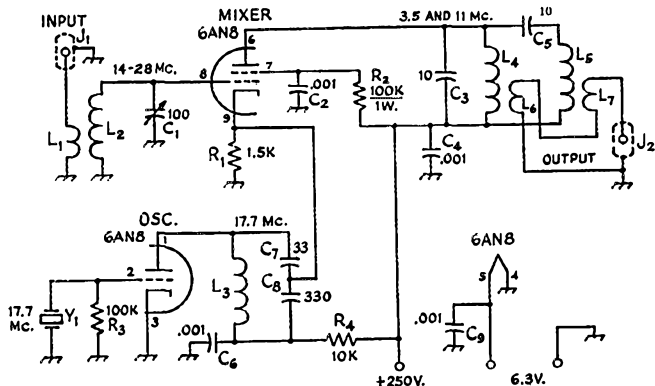 INPUT
J1
MIXER
6AN8
6
3.5 AND 11 MC.
10
C5
14-28 MC.
8
7
9
.001
C2
R2
100K
1W.
10
C3
L4
L5
L6
L7
J2
100
C1
L1
L2
R1
1.5K
C4
.001
OUTPUT
OSC.
6AN8
1
17.7 MC.
2
3
C7
33
C8
330
L3
17.7
MC.
Y1
100K
R3
.001
C6
R4
10K
+250V.
6AN8
5
4
.001
C9
6.3V.